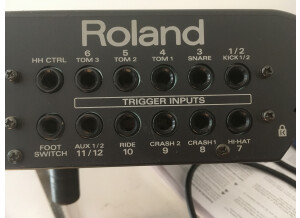 Roland
6 5 4 3 1/2
HH CTRL TOM 3 TOM 2 TOM 1 SNARE KICK 1/2
TRIGGER INPUTS
FOOT AUX 1/2 RIDE CRASH 2 CRASH 1 HI-HAT
SWITCH 11/12 10 9 8 7